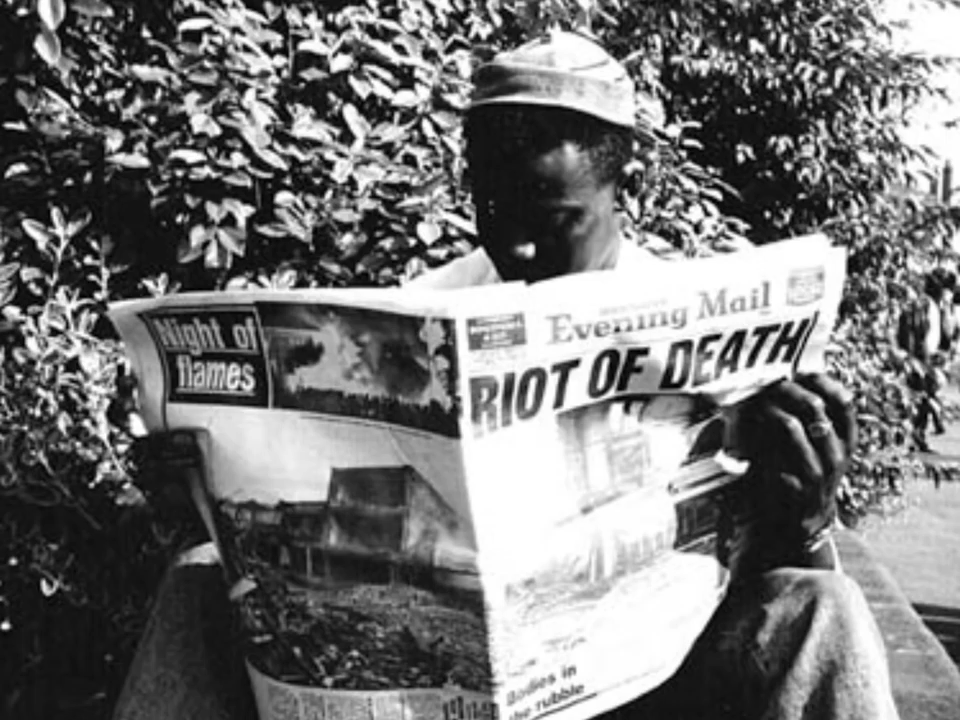 Night of
flames
Evening Mail
RIOT OF DEATH
Bodies in
the rubble